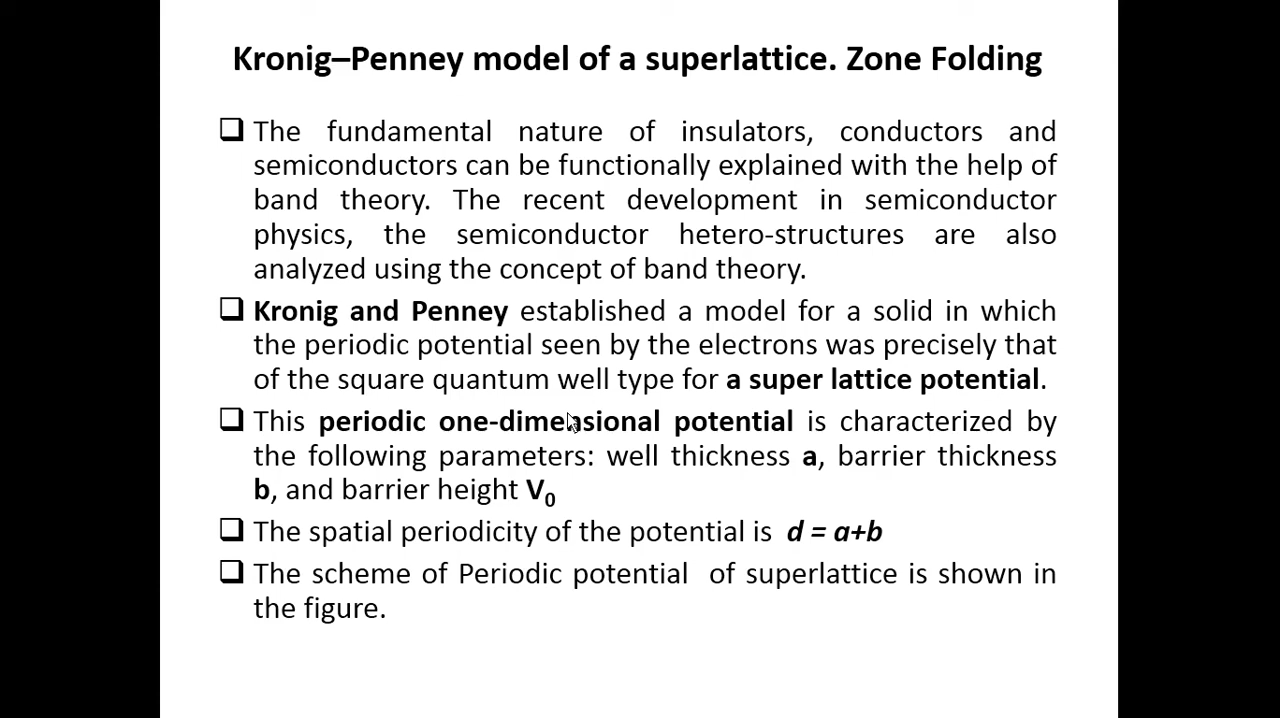 Kronig–Penney model of a superlattice. Zone Folding
The fundamental nature of insulators, conductors and
semiconductors can be functionally explained with the help of
band theory. The recent development in semiconductor
physics, the semiconductor hetero-structures are also
analyzed using the concept of band theory.
Kronig and Penney established a model for a solid in which
the periodic potential seen by the electrons was precisely that
of the square quantum well type for a super lattice potential.
This periodic one-dimensional potential is characterized by
the following parameters: well thickness a, barrier thickness
b, and barrier height V₀
The spatial periodicity of the potential is d = a+b
The scheme of Periodic potential of superlattice is shown in
the figure.